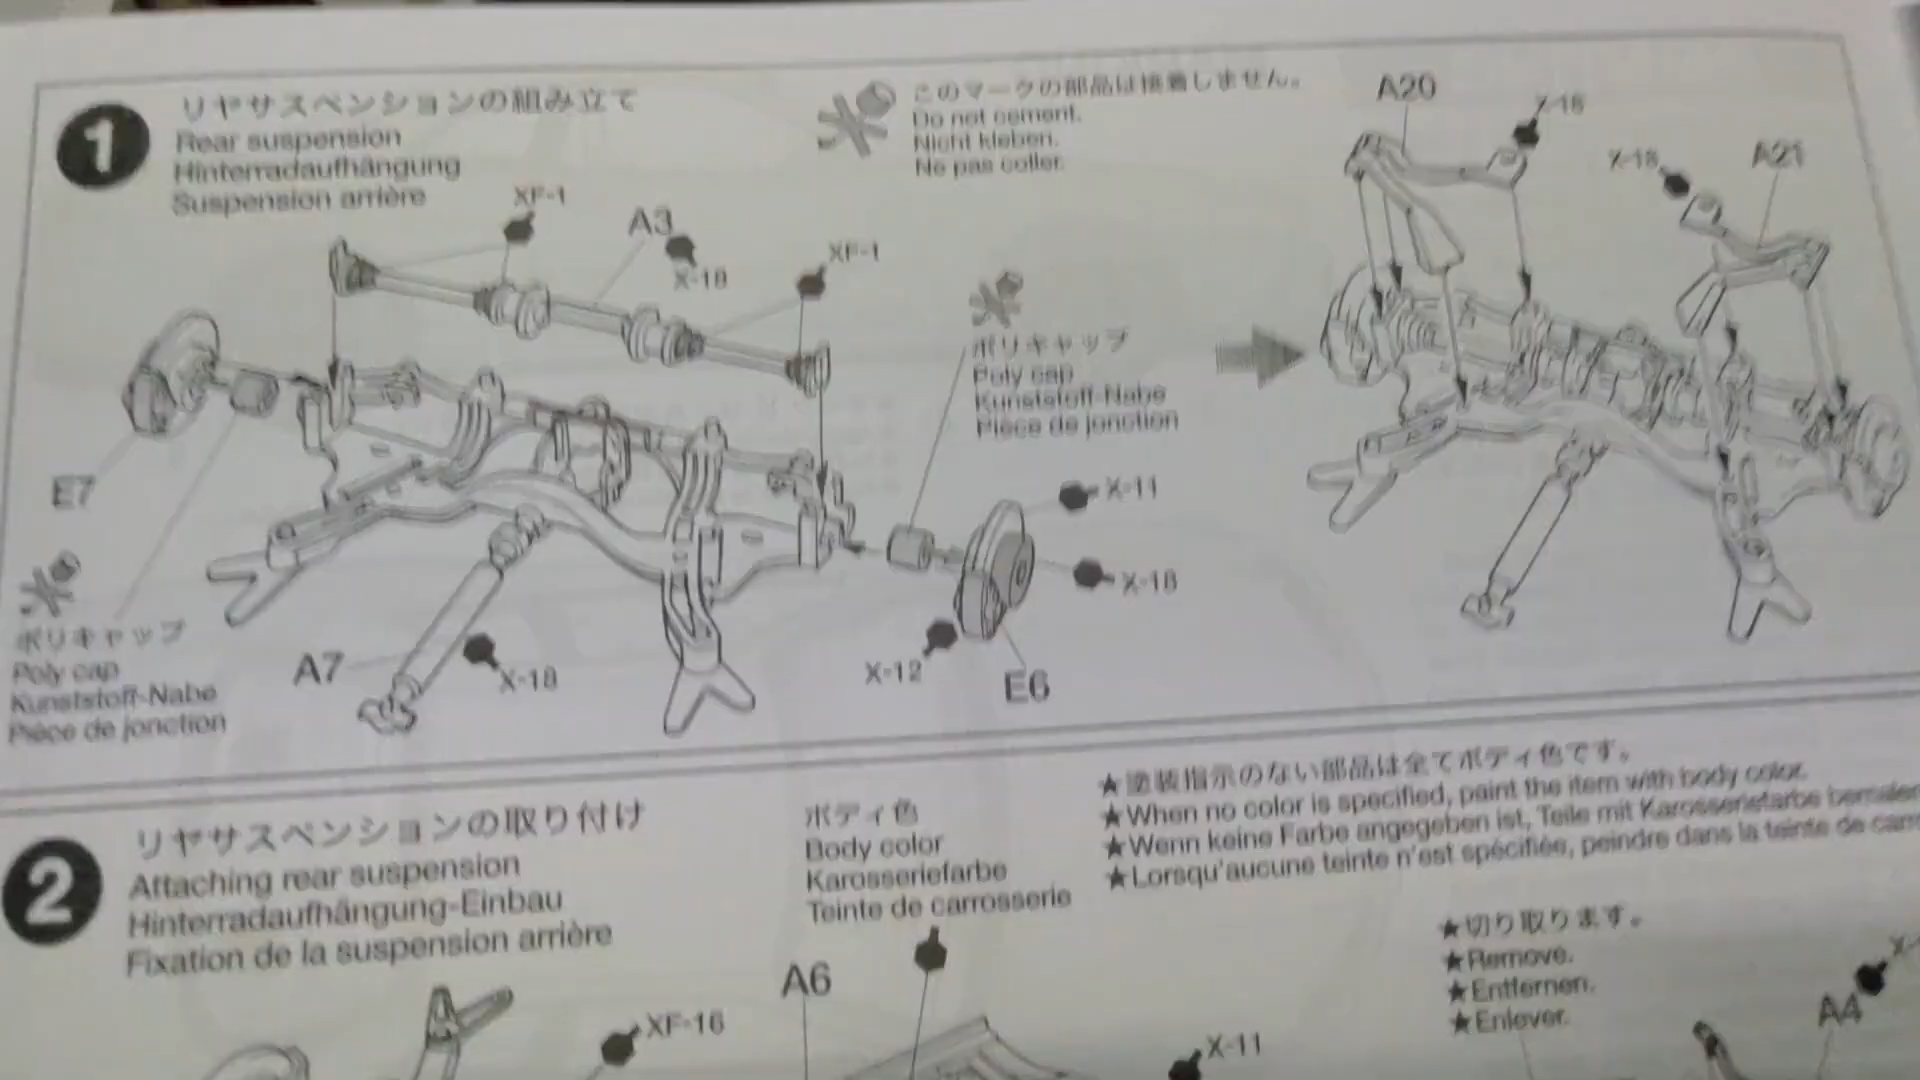 1
リヤサスペンションの組み立て
Rear suspension
Hinterradaufhängung
Suspension arrière
このマークの部品は接着しません。
Do not cement.
Nicht kleben.
Ne pas coller.
XF-1
A3
X-18
XF-1
ポリキャップ
Poly cap
Kunststoff-Nabe
Pièce de jonction
A20
X-18
X-18
A21
E7
ポリキャップ
Poly cap
Kunststoff-Nabe
Pièce de jonction
A7
X-18
X-11
X-18
X-12
E6
2
リヤサスペンションの取り付け
Attaching rear suspension
Hinterradaufhängung-Einbau
Fixation de la suspension arrière
ボディ色
Body color
Karosseriefarbe
Teinte de carrosserie
★塗装指示のない部品は全てボディ色です。
★When no color is specified, paint the item with body color.
★Wenn keine Farbe angegeben ist, Teile mit Karosseriefarbe
★Lorsqu'aucune teinte n'est spécifiée, peindre dans la teinte de
★切り取ります。
★Remove.
★Entfernen.
★Enlever.
XF-16
A6
X-11
A4